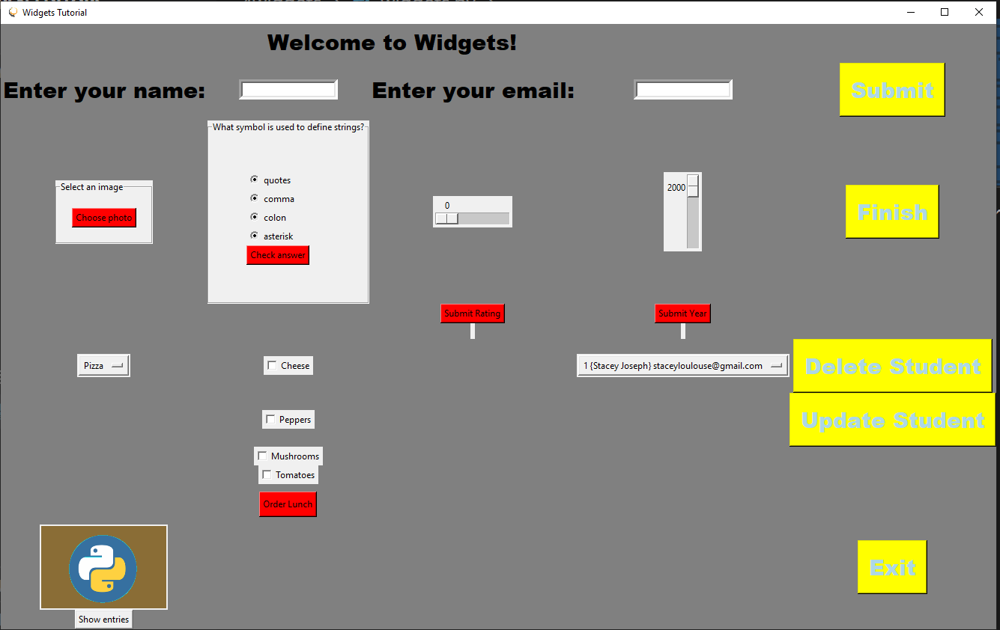 Widgets Tutorial
Welcome to Widgets!
Enter your name:
Enter your email:
Submit
What symbol is used to define strings?
quotes
comma
colon
asterisk
Check answer
Select an image
Choose photo
0
2000
Finish
Submit Rating
Submit Year
Pizza
Cheese
1 {Stacey Joseph} staceyloulouse@gmail.com
Delete Student
Peppers
Update Student
Mushrooms
Tomatoes
Order Lunch
Exit
Show entries